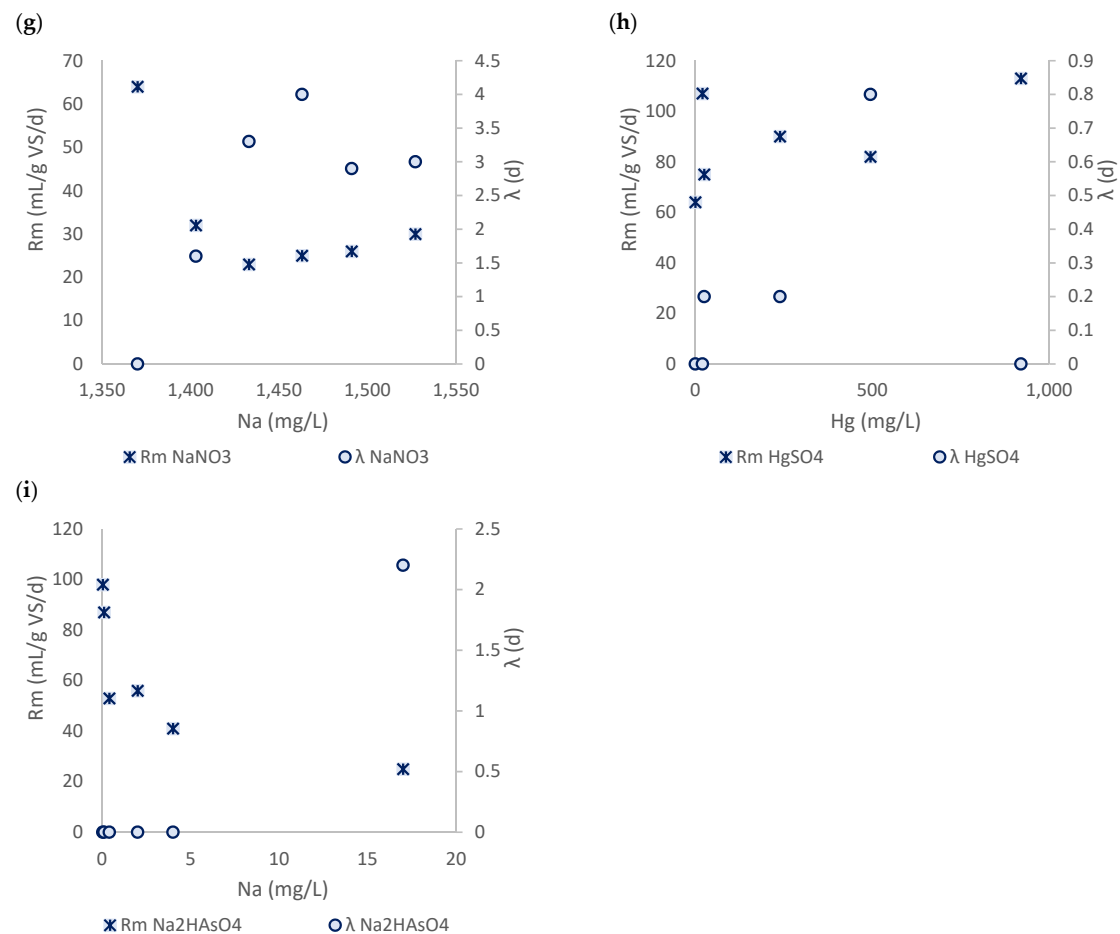 (g)
70
60
50
40
30
20
10
0
Rm (mL/g VS/d)
4.5
4
3.5
3
2.5
2
1.5
1
0.5
0
λ (d)
1,350 1,400 1,450 1,500 1,550
Na (mg/L)
Rm NaNO3 λ NaNO3
(h)
120
100
80
60
40
20
0
Rm (mL/g VS/d)
0.9
0.8
0.7
0.6
0.5
0.4
0.3
0.2
0.1
0
λ (d)
0 500 1,000
Hg (mg/L)
Rm HgSO4 λ HgSO4
(i)
120
100
80
60
40
20
0
Rm (mL/g VS/d)
2.5
2
1.5
1
0.5
0
λ (d)
0 5 10 15 20
Na (mg/L)
Rm Na2HAsO4 λ Na2HAsO4